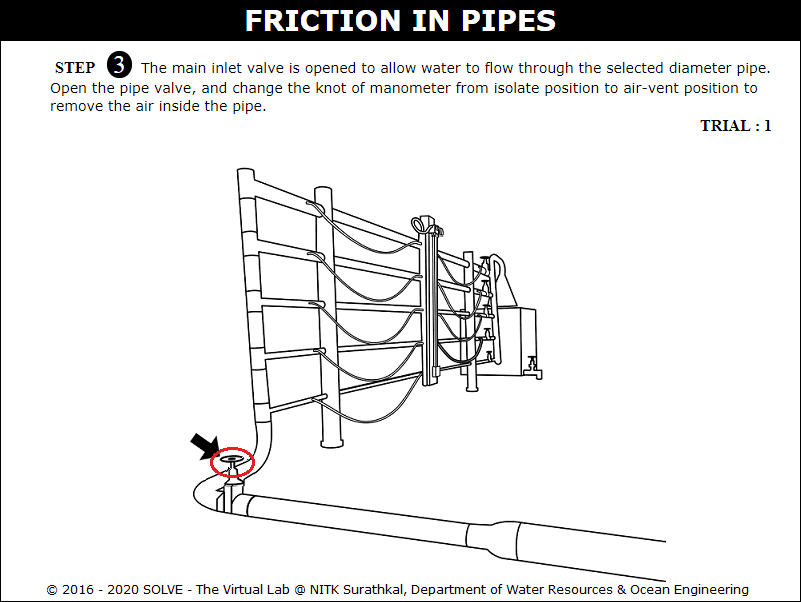 FRICTION IN PIPES
STEP 3 The main inlet valve is opened to allow water to flow through the selected diameter pipe.
Open the pipe valve, and change the knot of manometer from isolate position to air-vent position to
remove the air inside the pipe.
TRIAL : 1
© 2016 - 2020 SOLVE - The Virtual Lab @ NITK Surathkal, Department of Water Resources & Ocean Engineering